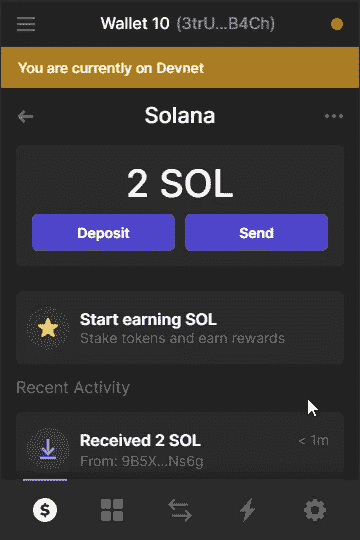 Wallet 10 (3trU...B4Ch)
You are currently on Devnet
Solana
2 SOL
Deposit Send
Start earning SOL
Stake tokens and earn rewards
Recent Activity
Received 2 SOL < 1m
From: 9B5X...Ns6g